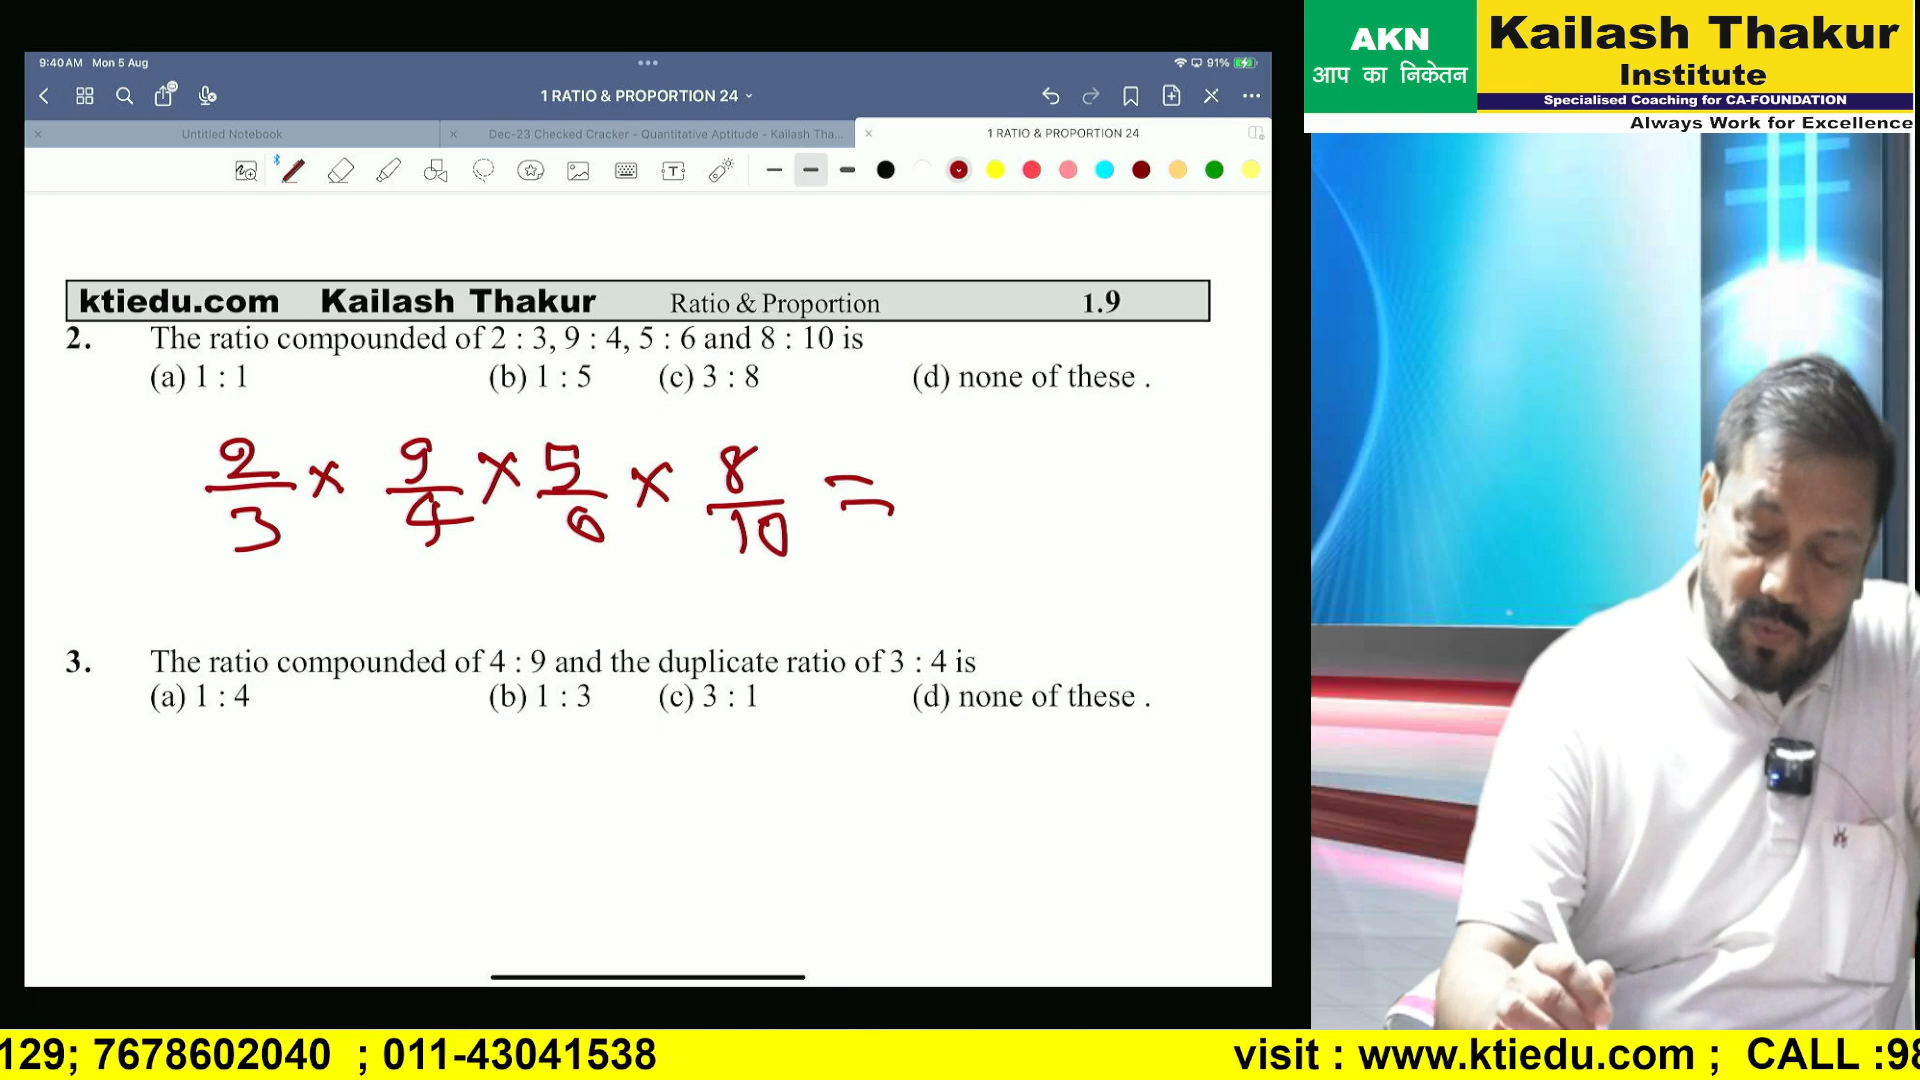 AKN
आप का निकेतन
Kailash Thakur
Institute
Specialised Coaching for CA-FOUNDATION
Always Work for Excellence
9:40 AM Mon 5 Aug
91%
1 RATIO & PROPORTION 24
Untitled Notebook
Dec-23 Checked Cracker - Quantitative Aptitude - Kailash Tha...
1 RATIO & PROPORTION 24
ktiedu.com Kailash Thakur Ratio & Proportion 1.9
2. The ratio compounded of 2 : 3, 9 : 4, 5 : 6 and 8 : 10 is
(a) 1 : 1 (b) 1 : 5 (c) 3 : 8 (d) none of these .
2/3 × 9/4 × 5/6 × 8/10 =
3. The ratio compounded of 4 : 9 and the duplicate ratio of 3 : 4 is
(a) 1 : 4 (b) 1 : 3 (c) 3 : 1 (d) none of these .
129; 7678602040 ; 011-43041538 visit : www.ktiedu.com ; CALL :98